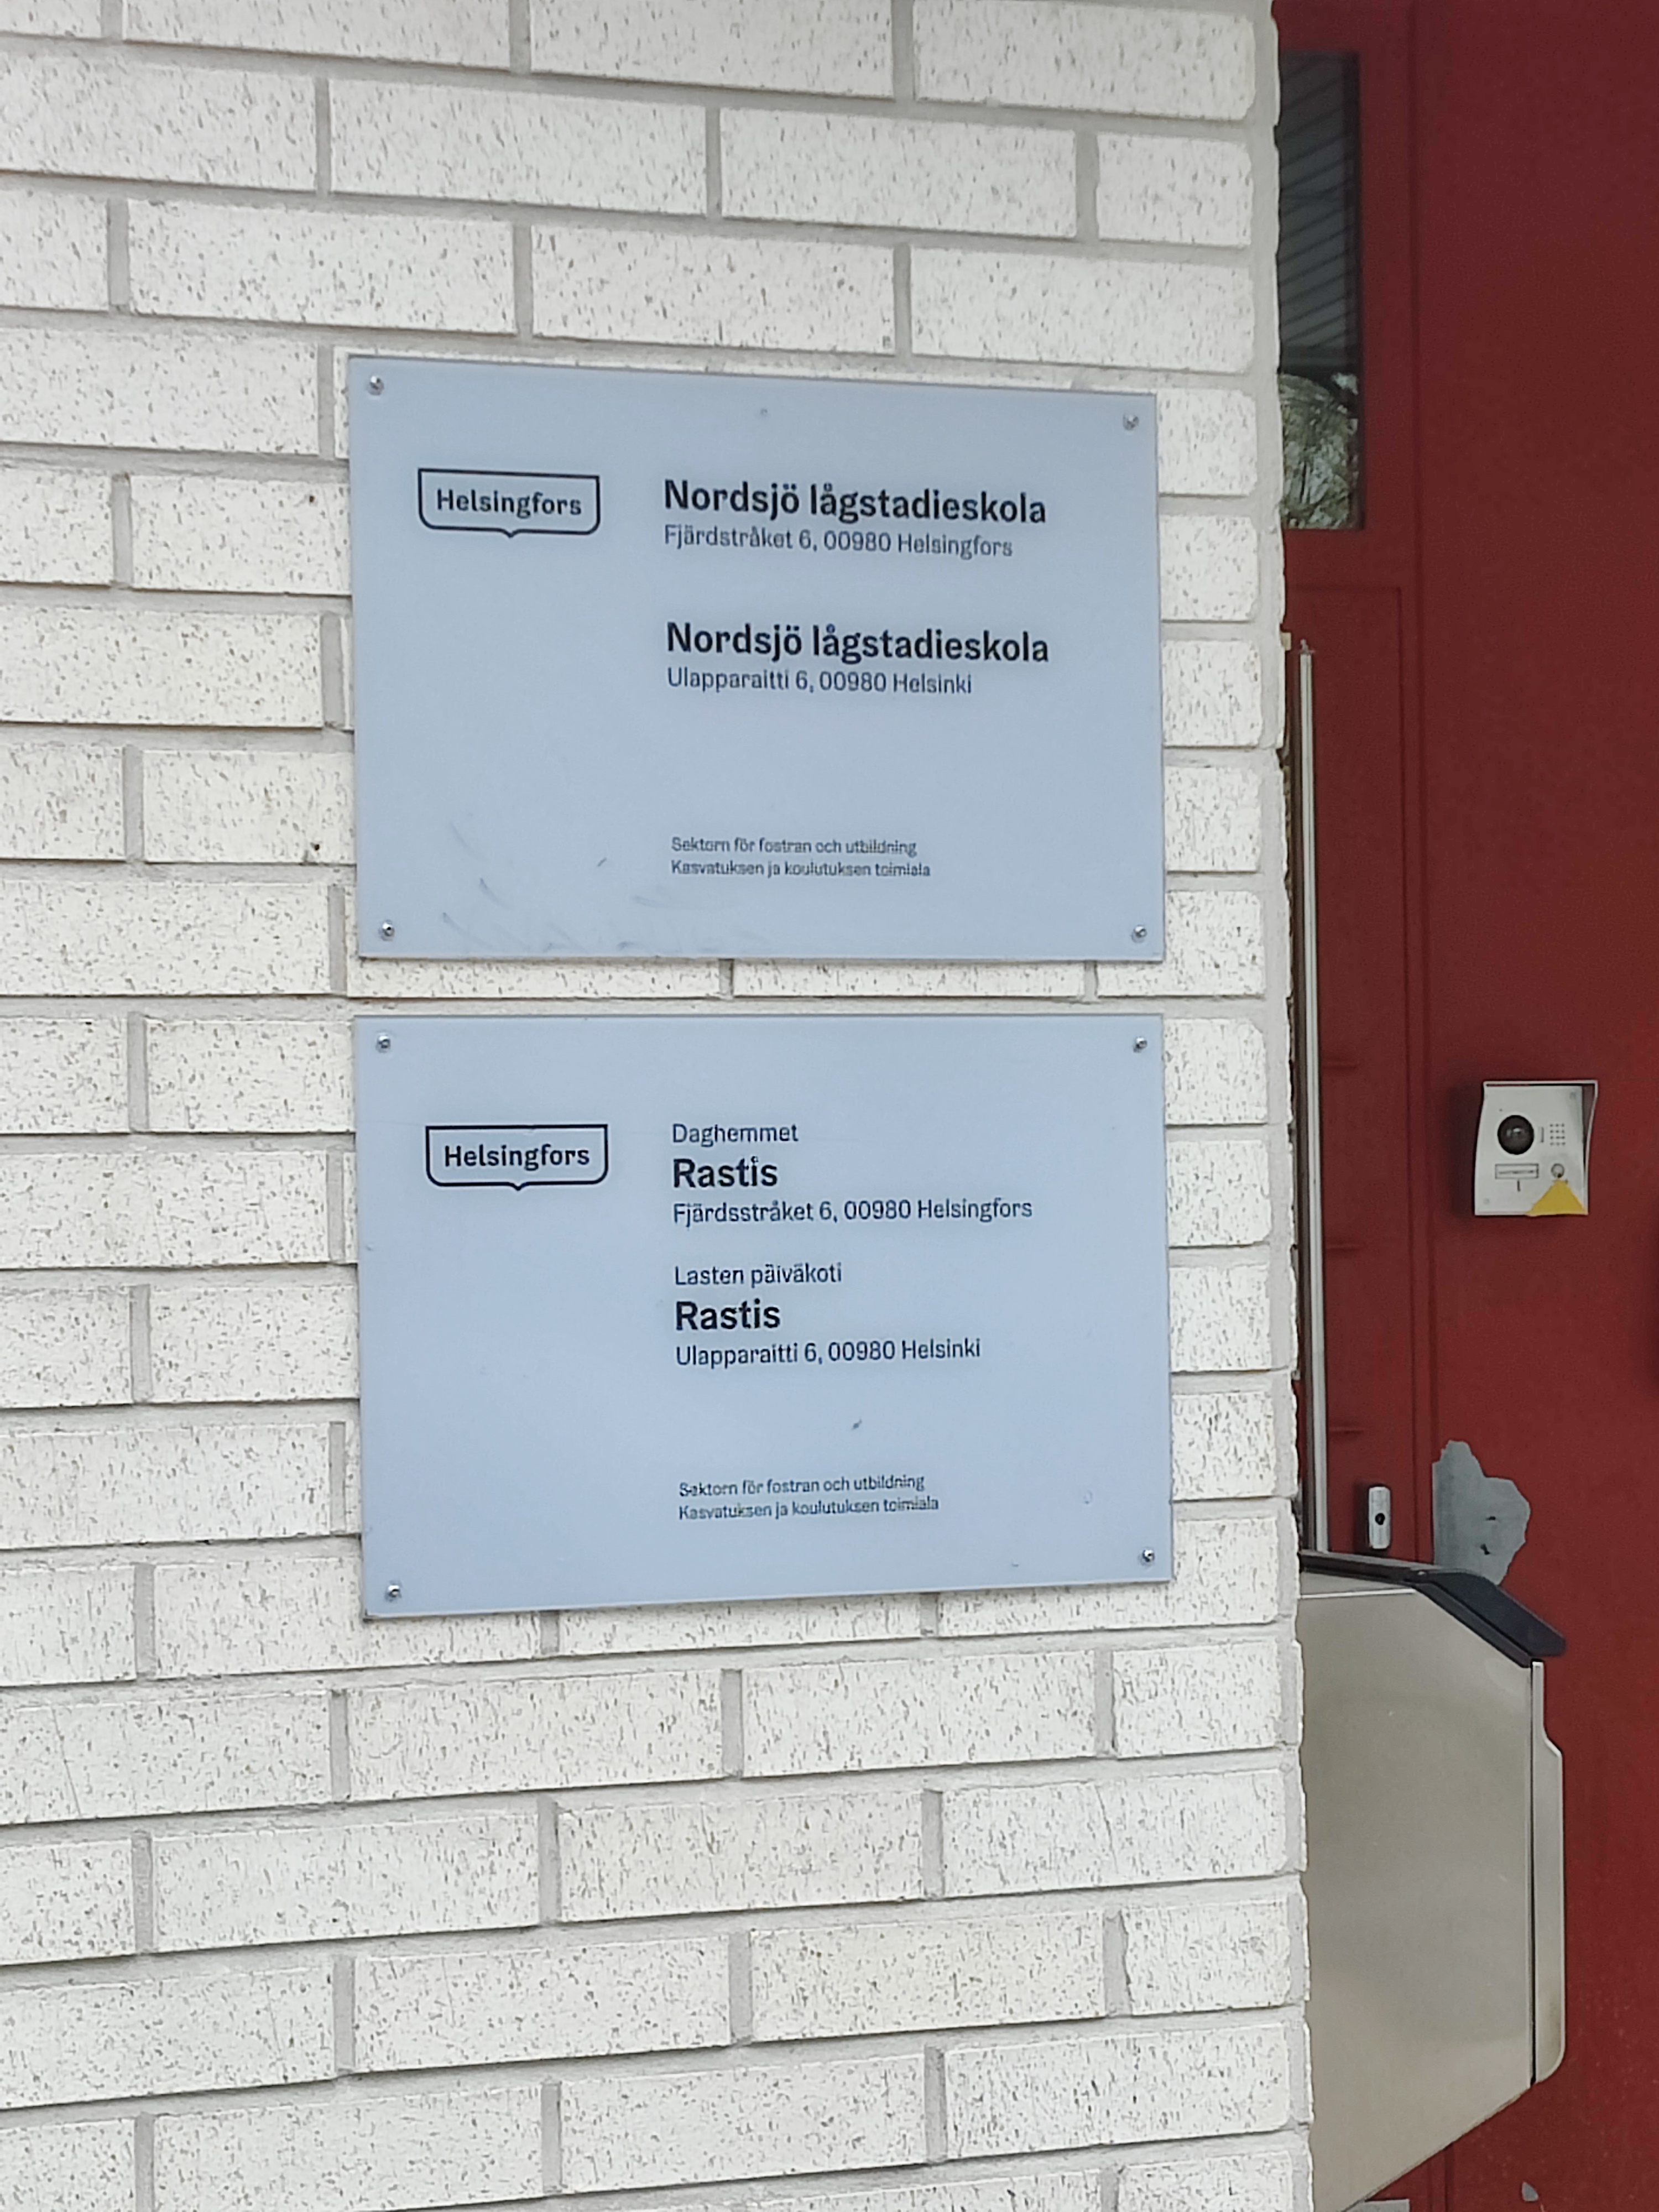 Helsingfors
Nordsjö lågstadieskola
Fjärdstråket 6, 00980 Helsingfors
Nordsjö lågstadieskola
Ulapparaitti 6, 00980 Helsinki
Sektorn för fostran och utbildning
Kasvatuksen ja koulutuksen toimiala
Helsingfors
Daghemmet
Rastis
Fjärdsstråket 6, 00980 Helsingfors
Lasten päiväkoti
Rastis
Ulapparaitti 6, 00980 Helsinki
Sektorn för fostran och utbildning
Kasvatuksen ja koulutuksen toimiala